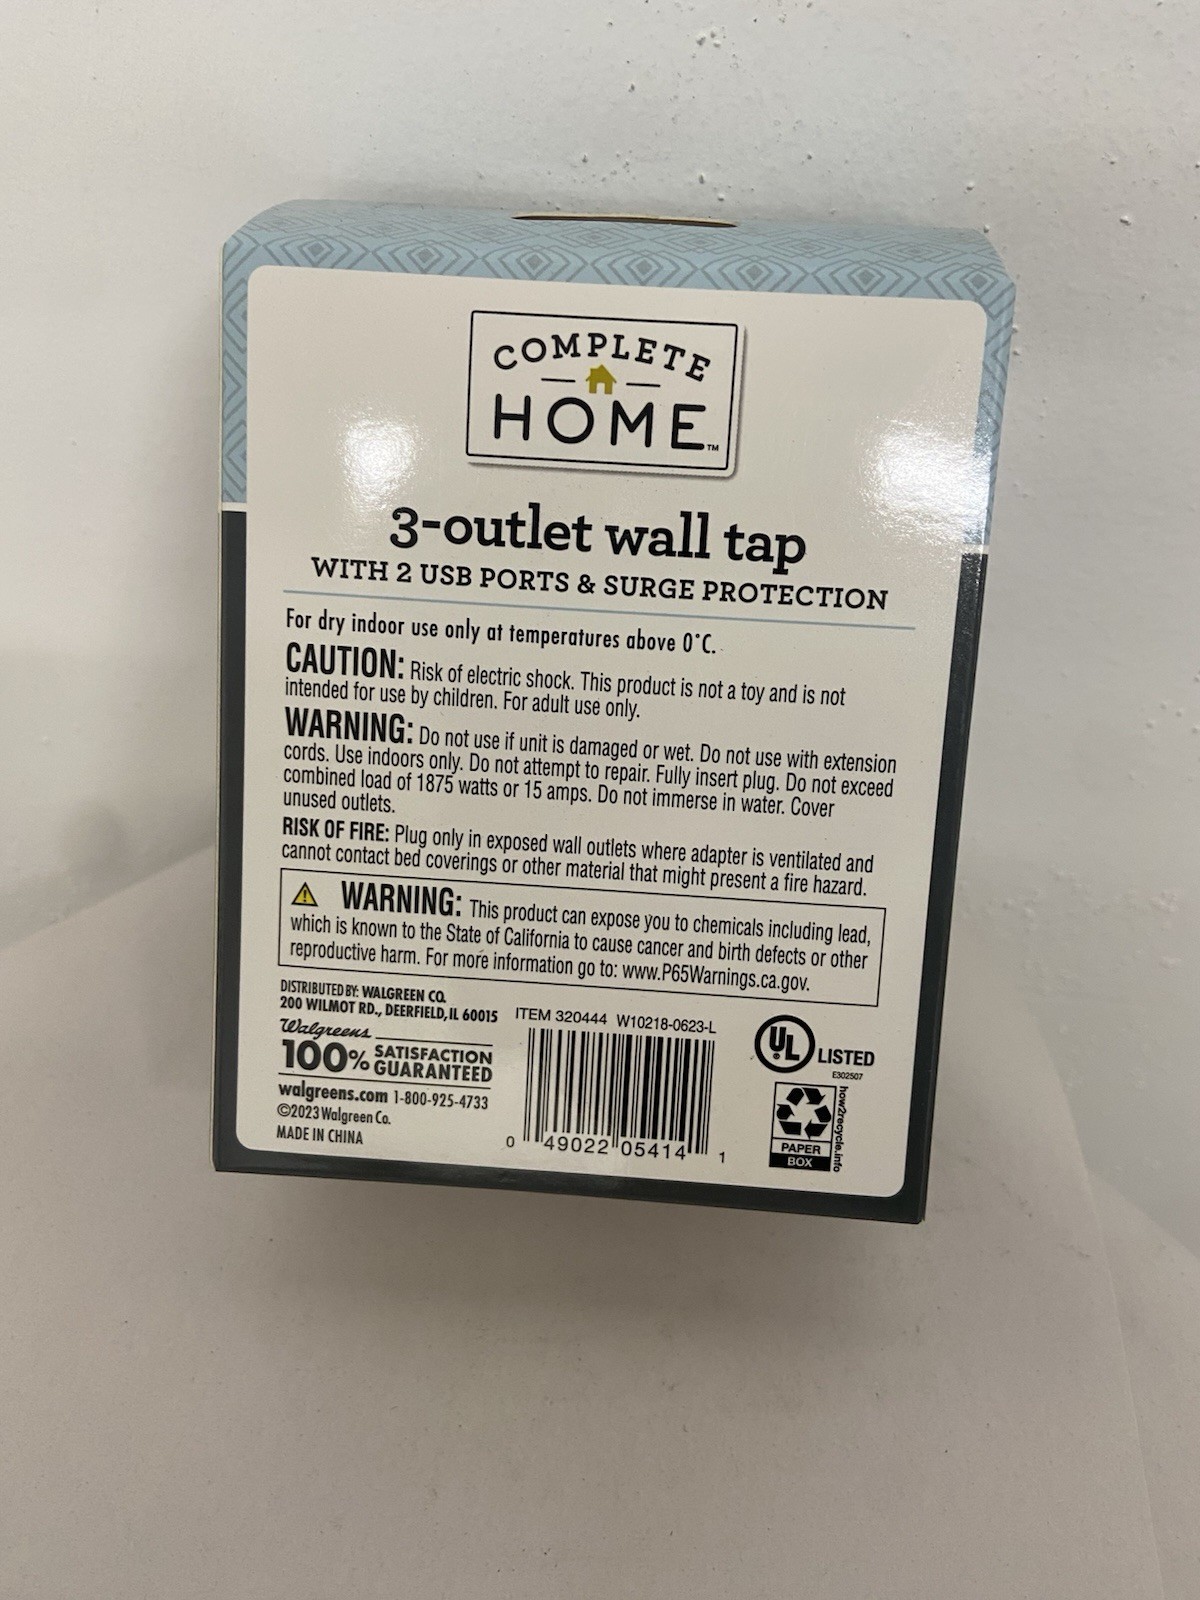 COMPLETE
HOME™
3-outlet wall tap
WITH 2 USB PORTS & SURGE PROTECTION
For dry indoor use only at temperatures above 0°C.
CAUTION: Risk of electric shock. This product is not a toy and is not
intended for use by children. For adult use only.
WARNING: Do not use if unit is damaged or wet. Do not use with extension
cords. Use indoors only. Do not attempt to repair. Fully insert plug. Do not exceed
combined load of 1875 watts or 15 amps. Do not immerse in water. Cover
unused outlets.
RISK OF FIRE: Plug only in exposed wall outlets where adapter is ventilated and
cannot contact bed coverings or other material that might present a fire hazard.
WARNING: This product can expose you to chemicals including lead,
which is known to the State of California to cause cancer and birth defects or other
reproductive harm. For more information go to: www.P65Warnings.ca.gov.
DISTRIBUTED BY: WALGREEN CO.
200 WILMOT RD., DEERFIELD, IL 60015
Walgreens
100% SATISFACTION
GUARANTEED
walgreens.com 1-800-925-4733
©2023 Walgreen Co.
MADE IN CHINA
ITEM 320444 W10218-0623-L
0 49022 05414 1
UL LISTED
E302507
how2recycle.info
PAPER
BOX